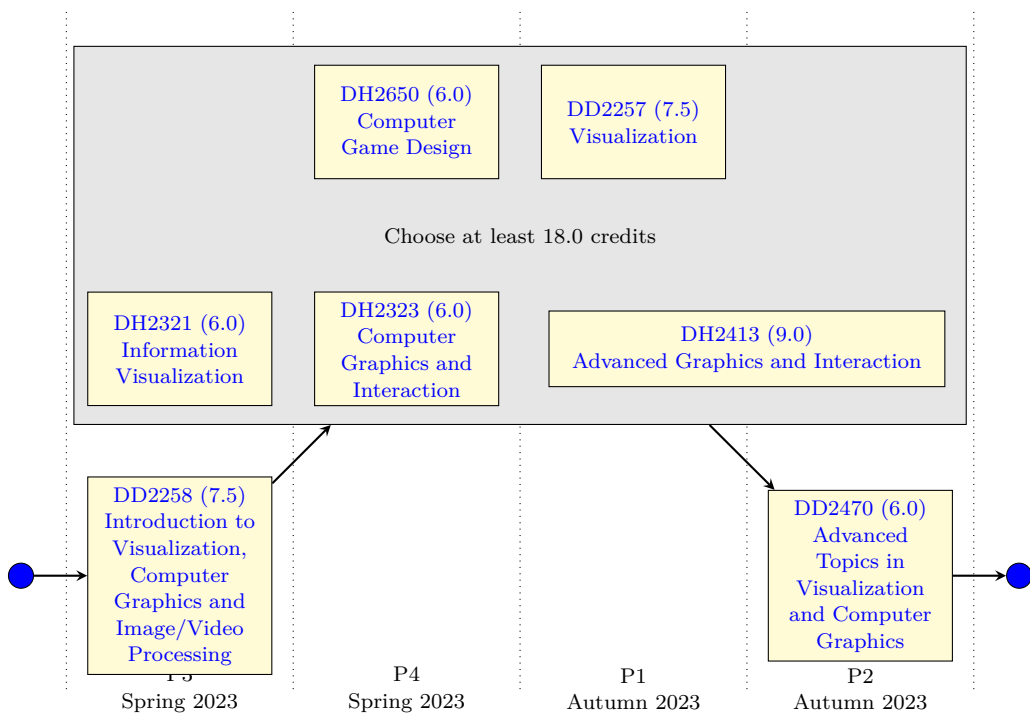 DH2650 (6.0)
Computer
Game Design
DD2257 (7.5)
Visualization
Choose at least 18.0 credits
DH2321 (6.0)
Information
Visualization
DH2323 (6.0)
Computer
Graphics and
Interaction
DH2413 (9.0)
Advanced Graphics and Interaction
DD2258 (7.5)
Introduction to
Visualization,
Computer
Graphics and
Image/Video
Processing
DD2470 (6.0)
Advanced
Topics in
Visualization
and Computer
Graphics
P3
Spring 2023
P4
Spring 2023
P1
Autumn 2023
P2
Autumn 2023